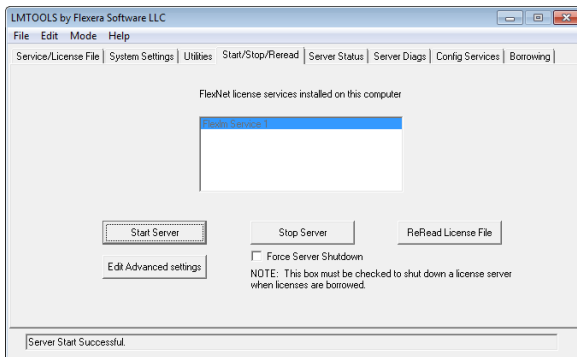 LMTOOLS by Flexera Software LLC
File Edit Mode Help
Service/License File System Settings Utilities Start/Stop/Reread Server Status Server Diags Config Services Borrowing
FlexNet license services installed on this computer
Flexlm Service 1
Start Server Stop Server ReRead License File
Force Server Shutdown
Edit Advanced settings
NOTE: This box must be checked to shut down a license server
when licenses are borrowed.
Server Start Successful.